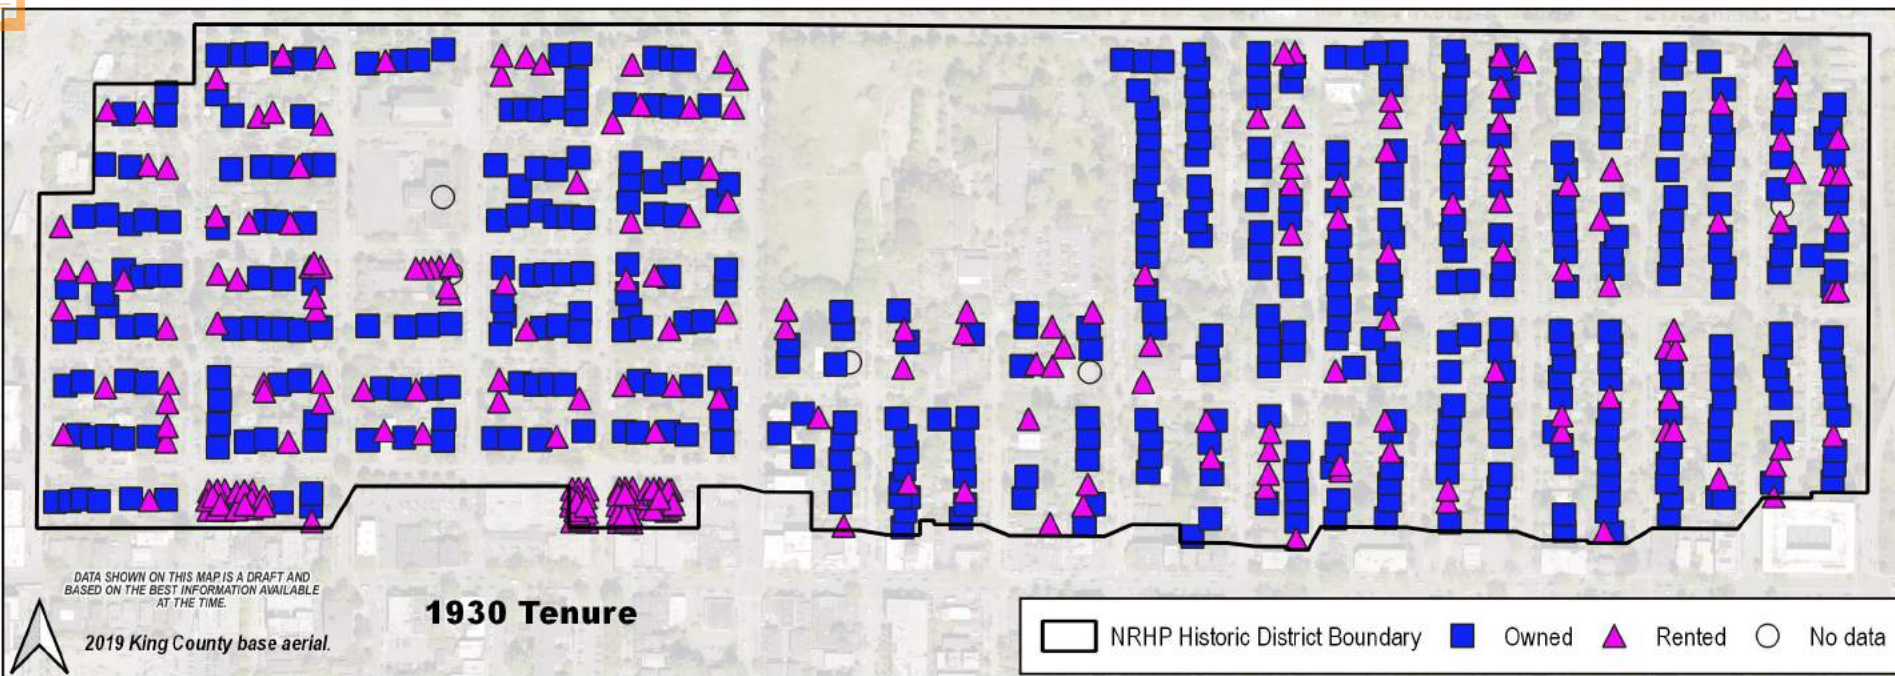 DATA SHOWN ON THIS MAP IS A DRAFT AND
BASED ON THE BEST INFORMATION AVAILABLE
AT THE TIME.
1930 Tenure
2019 King County base aerial.
NRHP Historic District Boundary
Owned
Rented
No data